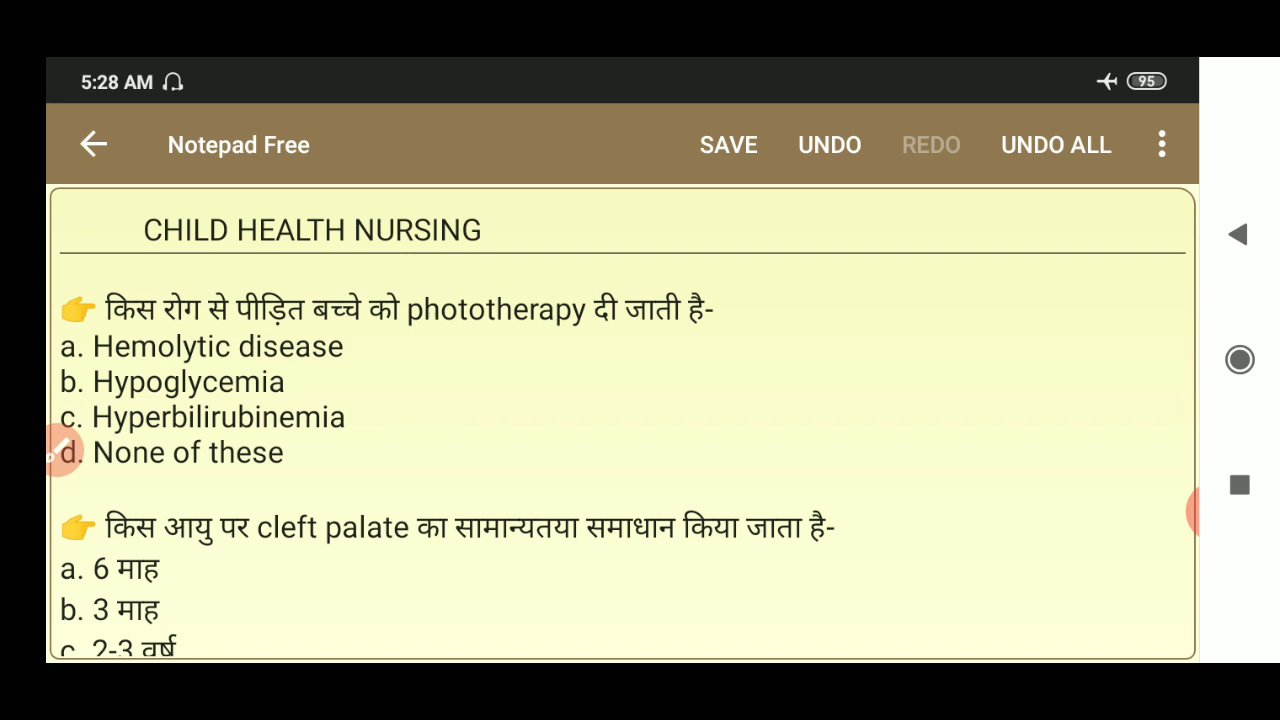 5:28 AM 95
Notepad Free SAVE UNDO REDO UNDO ALL
CHILD HEALTH NURSING
👉 किस रोग से पीड़ित बच्चे को phototherapy दी जाती है-
a. Hemolytic disease
b. Hypoglycemia
c. Hyperbilirubinemia
d. None of these
👉 किस आयु पर cleft palate का सामान्यतया समाधान किया जाता है-
a. 6 माह
b. 3 माह
c. 2-3 वर्ष